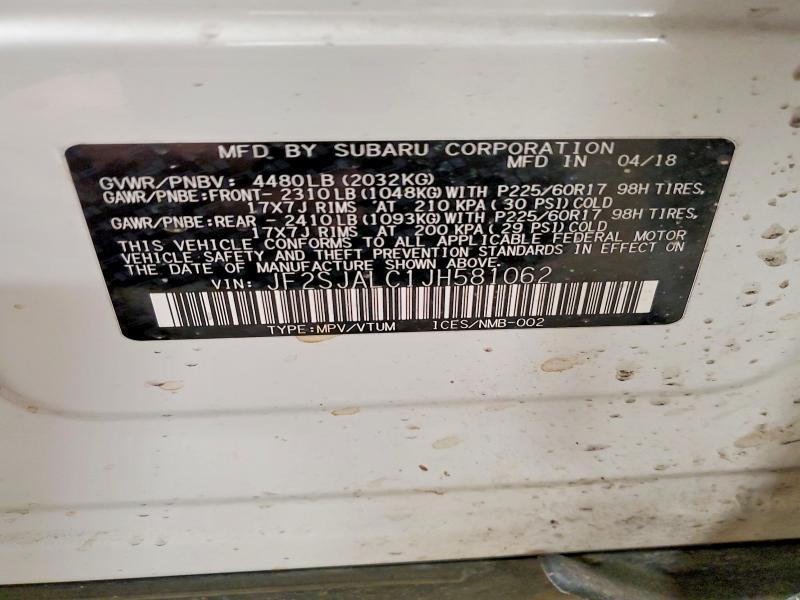 MFD BY SUBARU CORPORATION
MFD IN 04/18
GVWR/PNBV: 4480LB (2032KG)
GAWR/PNBE:FRONT- 2310LB (1048KG) WITH P225/60R17 98H TIRES,
17X7J RIMS AT 210 KPA ( 30 PSI) COLD
GAWR/PNBE:REAR - 2410LB (1093KG) WITH P225/60R17 98H TIRES,
17X7J RIMS AT 200 KPA ( 29 PSI) COLD
THIS VEHICLE CONFORMS TO ALL APPLICABLE FEDERAL MOTOR
VEHICLE SAFETY AND THEFT PREVENTION STANDARDS IN EFFECT ON
THE DATE OF MANUFACTURE SHOWN ABOVE.
VIN: JF2SJALC1JH581062
TYPE:MPV/VTUM ICES/NMB-002